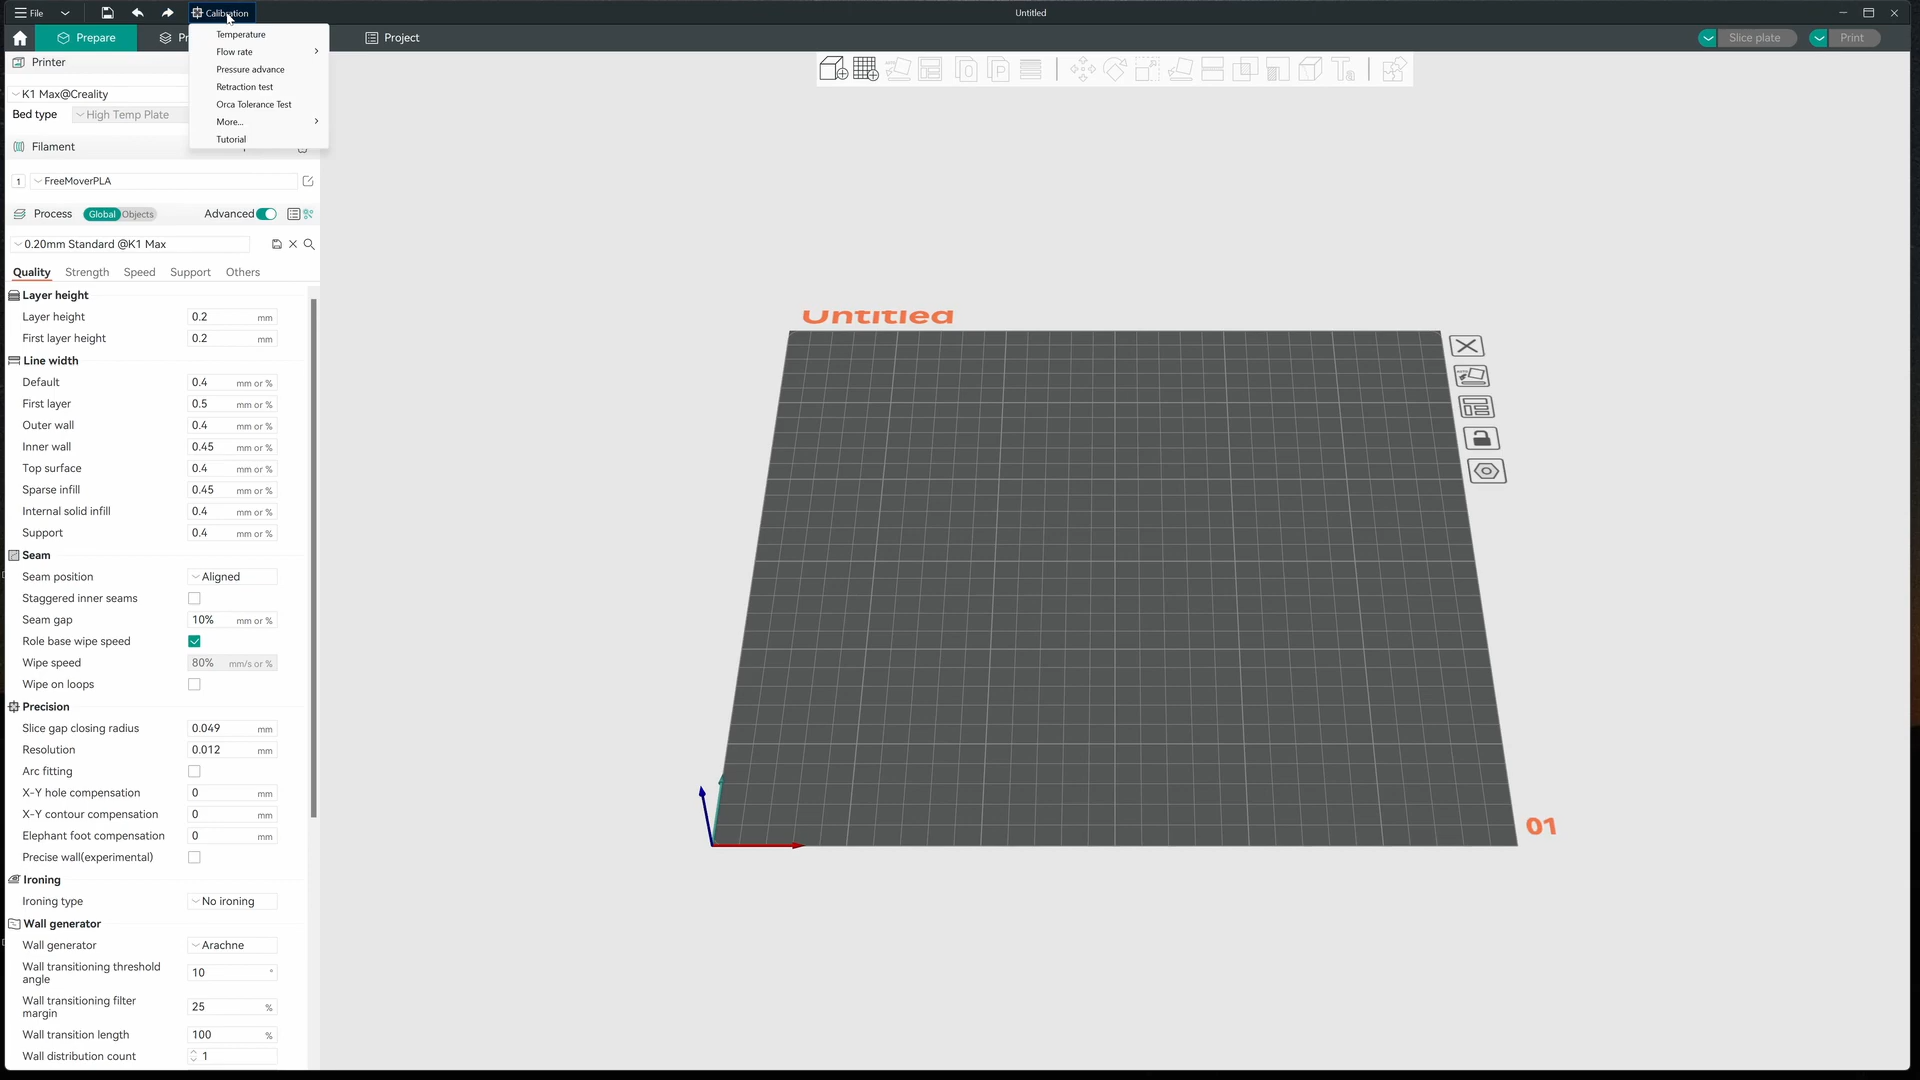 File
Calibration
Untitled
Prepare
Pr
Project
Slice plate
Print
Temperature
Flow rate
Pressure advance
Retraction test
Orca Tolerance Test
More...
Tutorial
Printer
K1 Max@Creality
Bed type
High Temp Plate
Filament
1
FreeMoverPLA
Process
Global
Objects
Advanced
0.20mm Standard @K1 Max
Quality
Strength
Speed
Support
Others
Layer height
Layer height 0.2 mm
First layer height 0.2 mm
Line width
Default 0.4 mm or %
First layer 0.5 mm or %
Outer wall 0.4 mm or %
Inner wall 0.45 mm or %
Top surface 0.4 mm or %
Sparse infill 0.45 mm or %
Internal solid infill 0.4 mm or %
Support 0.4 mm or %
Seam
Seam position Aligned
Staggered inner seams
Seam gap 10% mm or %
Role base wipe speed
Wipe speed 80% mm/s or %
Wipe on loops
Precision
Slice gap closing radius 0.049 mm
Resolution 0.012 mm
Arc fitting
X-Y hole compensation 0 mm
X-Y contour compensation 0 mm
Elephant foot compensation 0 mm
Precise wall(experimental)
Ironing
Ironing type No ironing
Wall generator
Wall generator Arachne
Wall transitioning threshold
angle 10 °
Wall transitioning filter
margin 25 %
Wall transition length 100 %
Wall distribution count 1
Untitled
01